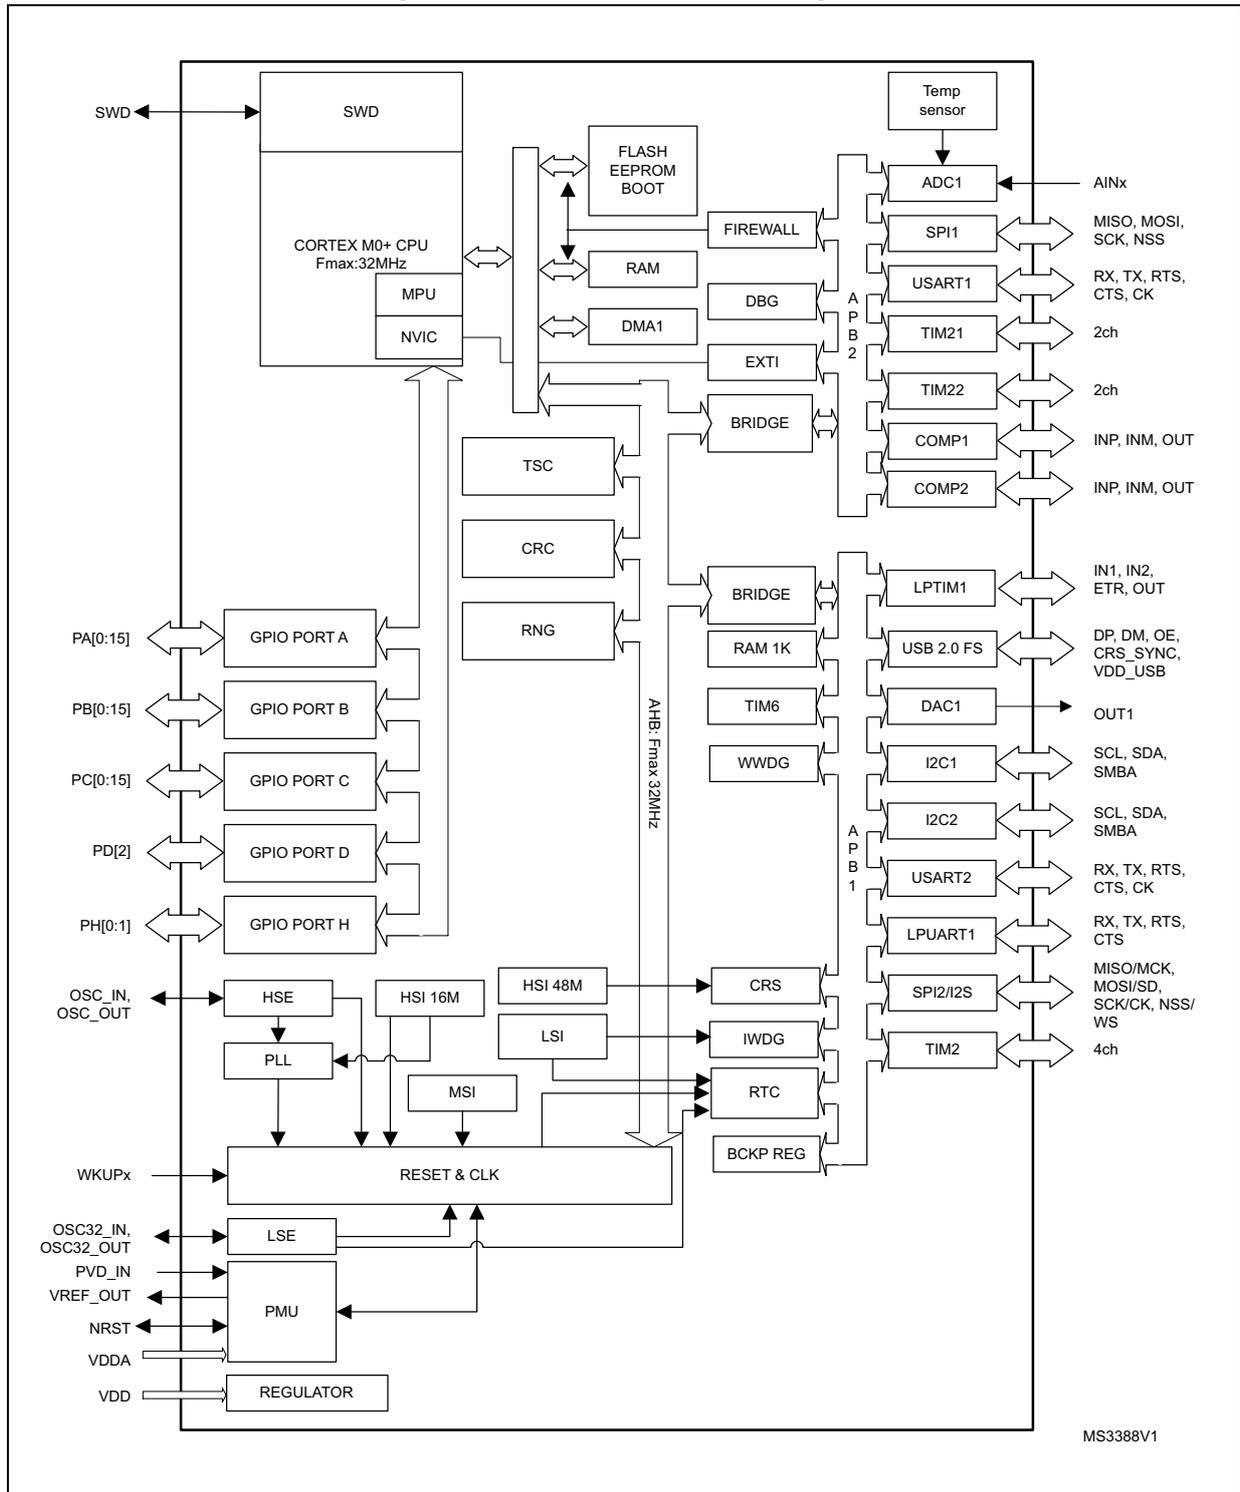 SWD
SWD
CORTEX M0+ CPU
Fmax:32MHz
MPU
NVIC
FLASH
EEPROM
BOOT
RAM
DMA1
FIREWALL
DBG
EXTI
BRIDGE
A
P
B
2
Temp
sensor
ADC1
SPI1
USART1
TIM21
TIM22
COMP1
COMP2
AINx
MISO, MOSI,
SCK, NSS
RX, TX, RTS,
CTS, CK
2ch
2ch
INP, INM, OUT
INP, INM, OUT
TSC
CRC
RNG
AHB: Fmax 32MHz
PA[0:15]
GPIO PORT A
PB[0:15]
GPIO PORT B
PC[0:15]
GPIO PORT C
PD[2]
GPIO PORT D
PH[0:1]
GPIO PORT H
BRIDGE
RAM 1K
TIM6
WWDG
A
P
B
1
LPTIM1
USB 2.0 FS
DAC1
I2C1
I2C2
USART2
LPUART1
SPI2/I2S
TIM2
IN1, IN2,
ETR, OUT
DP, DM, OE,
CRS_SYNC,
VDD_USB
OUT1
SCL, SDA,
SMBA
SCL, SDA,
SMBA
RX, TX, RTS,
CTS, CK
RX, TX, RTS,
CTS
MISO/MCK,
MOSI/SD,
SCK/CK, NSS/
WS
4ch
OSC_IN,
OSC_OUT
HSE
HSI 16M
PLL
MSI
HSI 48M
LSI
CRS
IWDG
RTC
BCKP REG
WKUPx
RESET & CLK
OSC32_IN,
OSC32_OUT
LSE
PVD_IN
VREF_OUT
NRST
VDDA
PMU
VDD
REGULATOR
MS3388V1